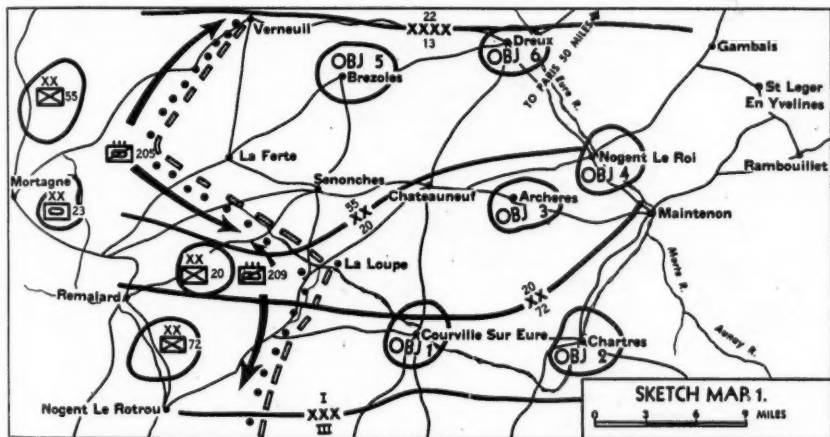 Verneuil
22
XXXX
13
Dreux
OBJ 6
TO PARIS 50 MILES
Gambais
OBJ 5
Brezoles
Eure R.
St Leger
En Yvelines
XX
55
205
La Ferte
Nogent Le Roi
OBJ 4
Rambouillet
Mortagne
XX
23
Senonches
Chateauneuf
55
XX
20
Archeres
OBJ 3
Maintenon
XX
20
209
La Loupe
20
XX
72
Remalard
XX
72
Courville Sur Eure
OBJ 1
Chartres
OBJ 2
Aunay R.
Nogent Le Rotrou
I
XXX
III
SKETCH MAP 1.
0 3 6 9 MILES